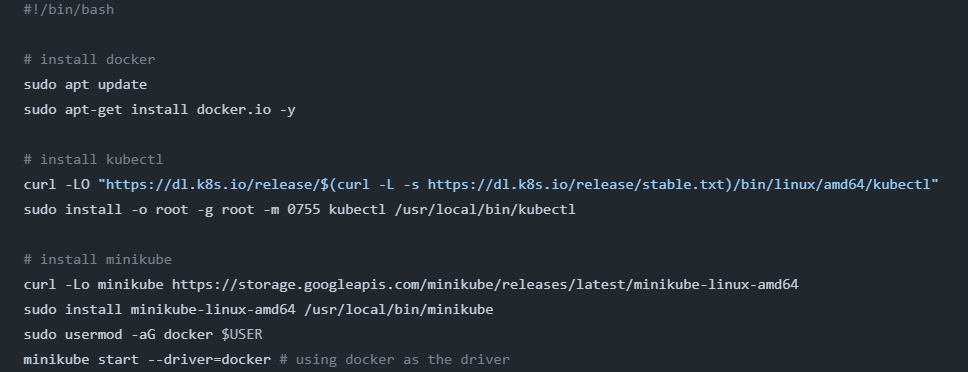 #!/bin/bash
# install docker
sudo apt update
sudo apt-get install docker.io -y
# install kubectl
curl -LO "https://dl.k8s.io/release/$(curl -L -s https://dl.k8s.io/release/stable.txt)/bin/linux/amd64/kubectl"
sudo install -o root -g root -m 0755 kubectl /usr/local/bin/kubectl
# install minikube
curl -Lo minikube https://storage.googleapis.com/minikube/releases/latest/minikube-linux-amd64
sudo install minikube-linux-amd64 /usr/local/bin/minikube
sudo usermod -aG docker $USER
minikube start --driver=docker # using docker as the driver